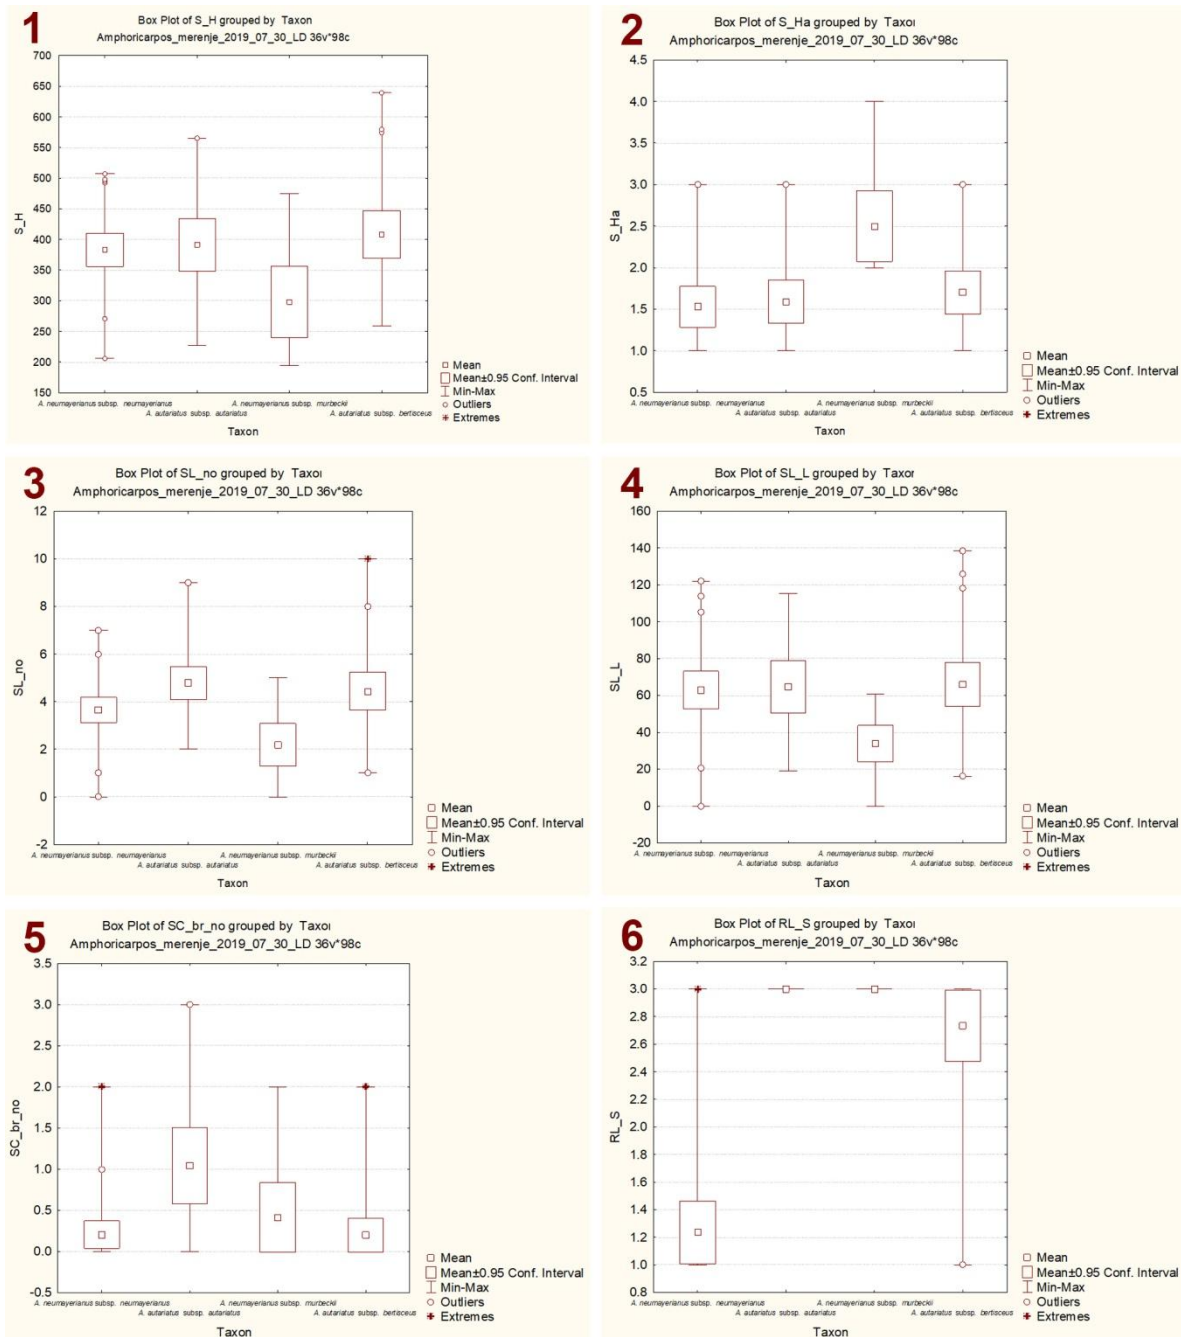 1
Box Plot of S_H grouped by Taxon
Amphoricarpos_merenje_2019_07_30_LD 36v*98c
700
650
600
550
500
450
400
350
300
250
200
150
S_H
A. neumayerianus subsp. neumayerianus
A. autariatus subsp. autariatus
A. neumayerianus subsp. murbeckii
A. autariatus subsp. bertisceus
Taxon
Mean
Mean±0.95 Conf. Interval
Min-Max
Outliers
Extremes
2
Box Plot of S_Ha grouped by Taxon
Amphoricarpos_merenje_2019_07_30_LD 36v*98c
4.5
4.0
3.5
3.0
2.5
2.0
1.5
1.0
0.5
S_Ha
A. neumayerianus subsp. neumayerianus
A. autariatus subsp. autariatus
A. neumayerianus subsp. murbeckii
A. autariatus subsp. bertisceus
Taxon
Mean
Mean±0.95 Conf. Interval
Min-Max
Outliers
Extremes
3
Box Plot of SL_no grouped by Taxor
Amphoricarpos_merenje_2019_07_30_LD 36v*98c
12
10
8
6
4
2
0
-2
SL_no
A. neumayerianus subsp. neumayerianus
A. autariatus subsp. autariatus
A. neumayerianus subsp. murbeckii
A. autariatus subsp. bertisceus
Taxon
Mean
Mean±0.95 Conf. Interval
Min-Max
Outliers
Extremes
4
Box Plot of SL_L grouped by Taxor
Amphoricarpos_merenje_2019_07_30_LD 36v*98c
160
140
120
100
80
60
40
20
0
-20
SL_L
A. neumayerianus subsp. neumayerianus
A. autariatus subsp. autariatus
A. neumayerianus subsp. murbeckii
A. autariatus subsp. bertisceus
Taxon
Mean
Mean±0.95 Conf. Interval
Min-Max
Outliers
Extremes
5
Box Plot of SC_br_no grouped by Taxor
Amphoricarpos_merenje_2019_07_30_LD 36v*98c
3.5
3.0
2.5
2.0
1.5
1.0
0.5
0.0
-0.5
SC_br_no
A. neumayerianus subsp. neumayerianus
A. autariatus subsp. autariatus
A. neumayerianus subsp. murbeckii
A. autariatus subsp. bertisceus
Taxon
Mean
Mean±0.95 Conf. Interval
Min-Max
Outliers
Extremes
6
Box Plot of RL_S grouped by Taxor
Amphoricarpos_merenje_2019_07_30_LD 36v*98c
3.2
3.0
2.8
2.6
2.4
2.2
2.0
1.8
1.6
1.4
1.2
1.0
0.8
RL_S
A. neumayerianus subsp. neumayerianus
A. autariatus subsp. autariatus
A. neumayerianus subsp. murbeckii
A. autariatus subsp. bertisceus
Taxon
Mean
Mean±0.95 Conf. Interval
Min-Max
Outliers
Extremes